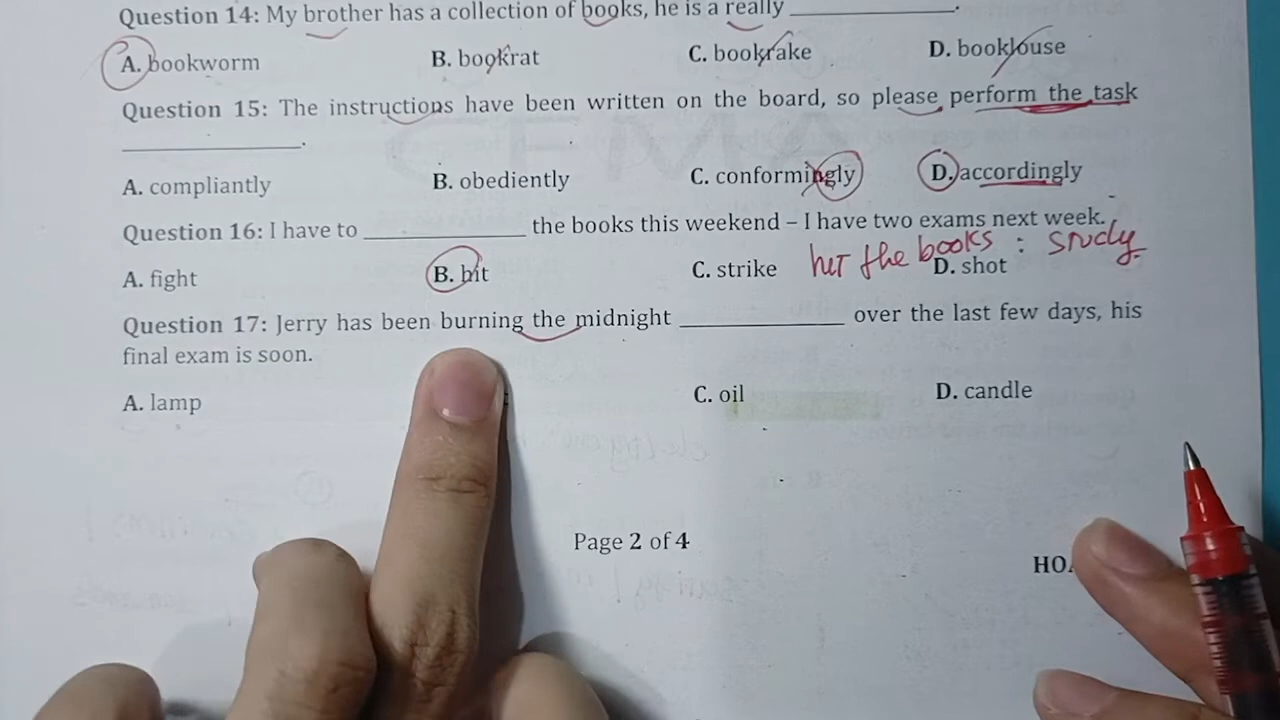 Question 14: My brother has a collection of books, he is a really ____________.
A. bookworm B. bookrat C. bookrake D. booklouse
Question 15: The instructions have been written on the board, so please perform the task
____________.
A. compliantly B. obediently C. conformingly D. accordingly
Question 16: I have to ____________ the books this weekend – I have two exams next week.
hit the books : study
A. fight B. hit C. strike D. shot
Question 17: Jerry has been burning the midnight ____________ over the last few days, his
final exam is soon.
A. lamp C. oil D. candle
Page 2 of 4